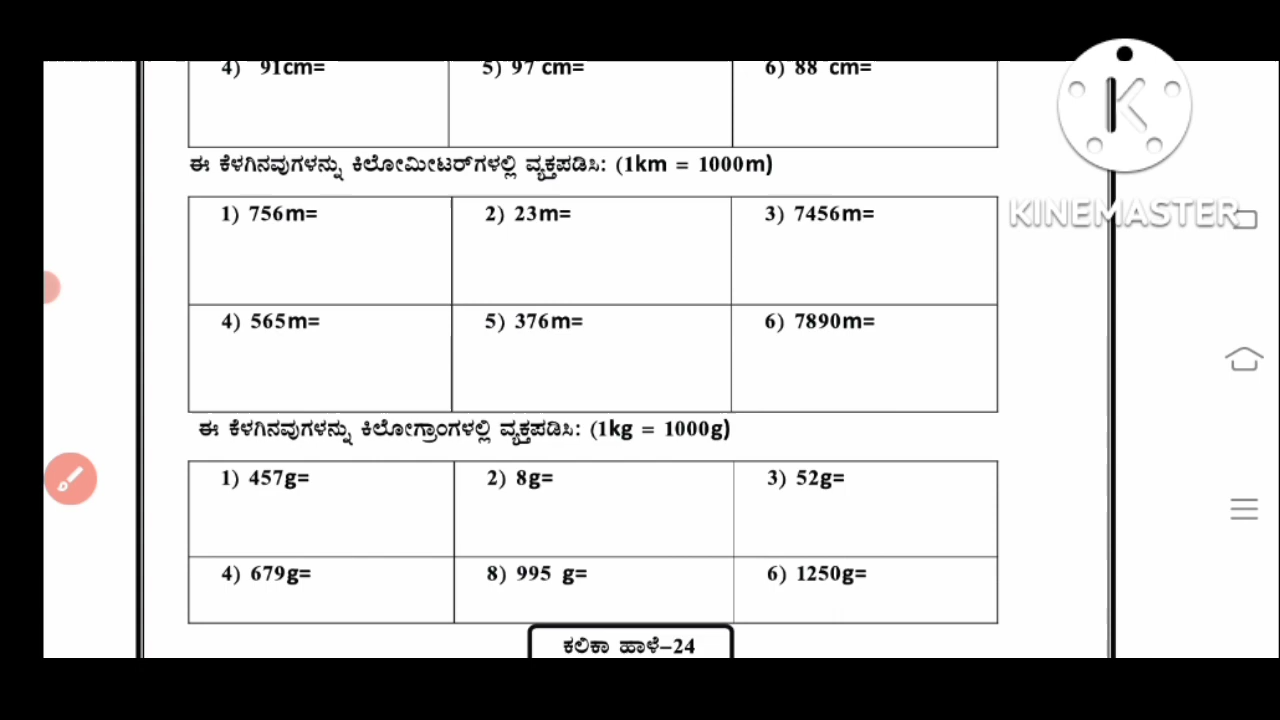 4) 91cm= 5) 97 cm= 6) 88 cm=
ಈ ಕೆಳಗಿನವುಗಳನ್ನು ಕಿಲೋಮೀಟರ್‌ಗಳಲ್ಲಿ ವ್ಯಕ್ತಪಡಿಸಿ: (1km = 1000m)
1) 756m= 2) 23m= 3) 7456m=
KINEMASTER
4) 565m= 5) 376m= 6) 7890m=
ಈ ಕೆಳಗಿನವುಗಳನ್ನು ಕಿಲೋಗ್ರಾಂಗಳಲ್ಲಿ ವ್ಯಕ್ತಪಡಿಸಿ: (1kg = 1000g)
1) 457g= 2) 8g= 3) 52g=
4) 679g= 8) 995 g= 6) 1250g=
ಕಲಿಕಾ ಹಾಳೆ-24